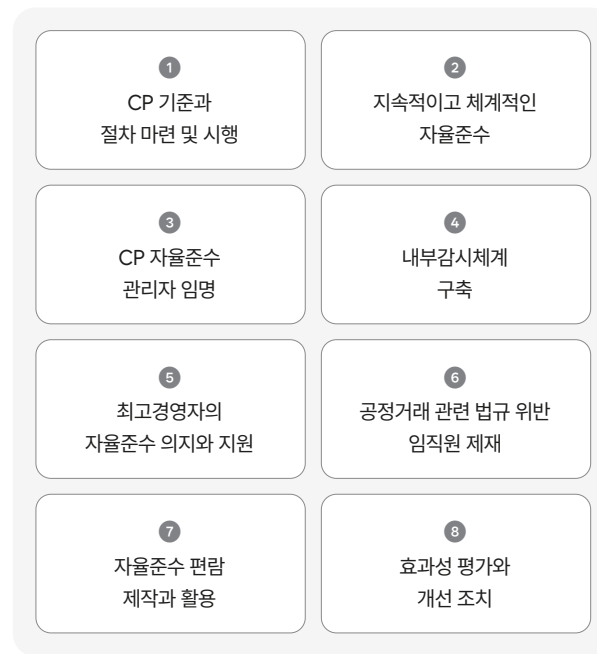 1
CP 기준과
절차 마련 및 시행
2
지속적이고 체계적인
자율준수
3
CP 자율준수
관리자 임명
4
내부감시체계
구축
5
최고경영자의
자율준수 의지와 지원
6
공정거래 관련 법규 위반
임직원 제재
7
자율준수 편람
제작과 활용
8
효과성 평가와
개선 조치